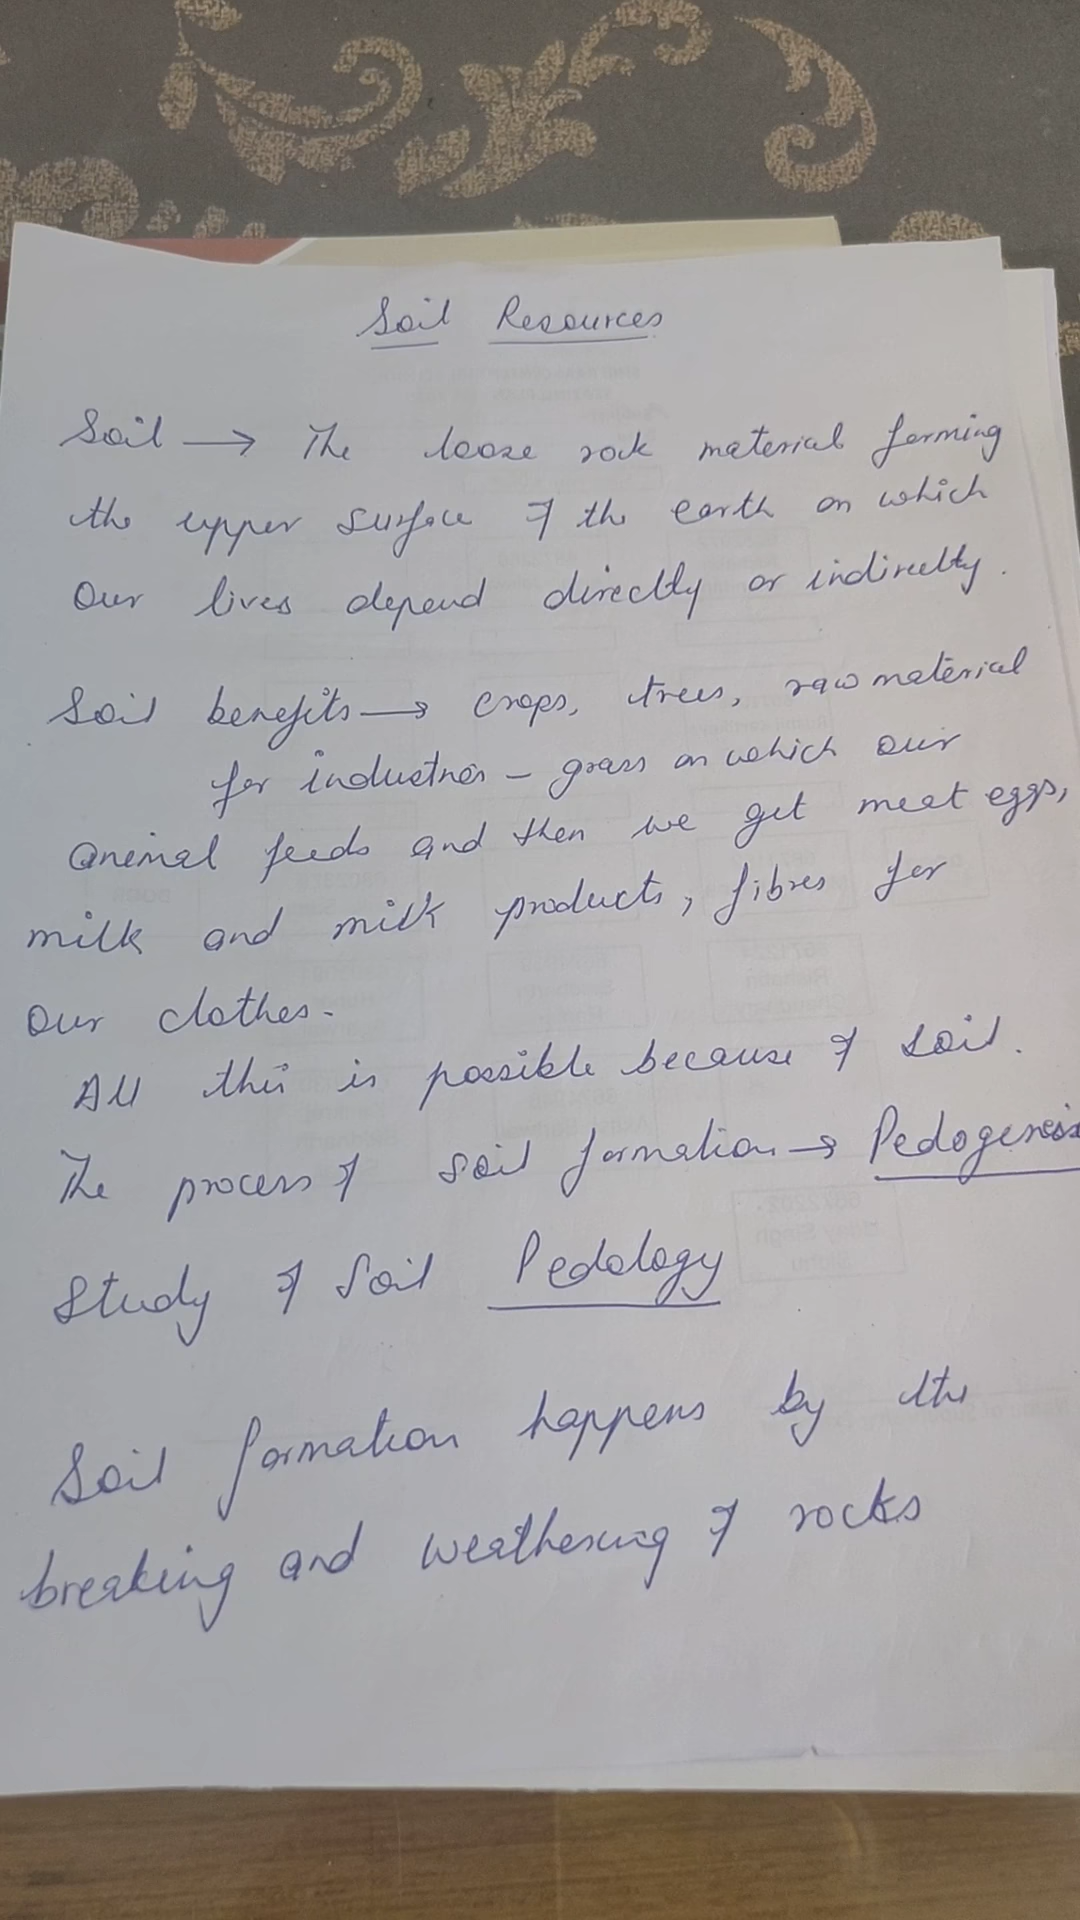 Soil Resources
Soil → The loose rock material forming
the upper surface of the earth on which
Our lives depend directly or indirectly.
Soil benefits → crops, trees, raw material
for industries - grass on which our
animal feeds and then we get meat eggs,
milk and milk products, fibres for
Our clothes.
All this is possible because of soil.
The process of soil formation → Pedogenesis
Study of Soil Pedology
Soil formation happens by the
breaking and weathering of rocks